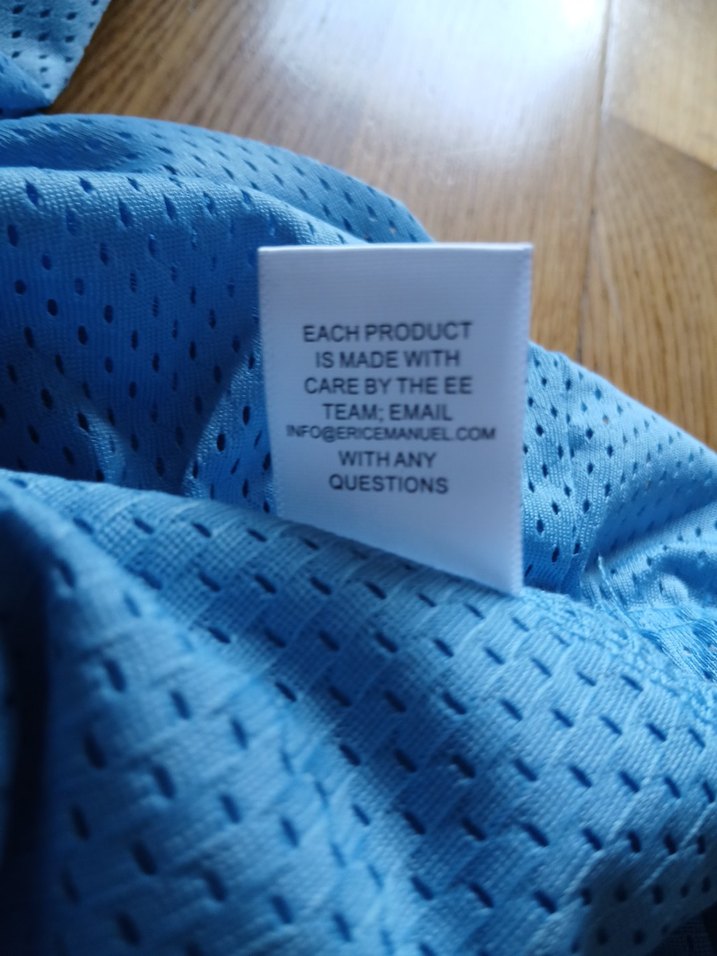 EACH PRODUCT
IS MADE WITH
CARE BY THE EE
TEAM; EMAIL
INFO@ERICEMANUEL.COM
WITH ANY
QUESTIONS